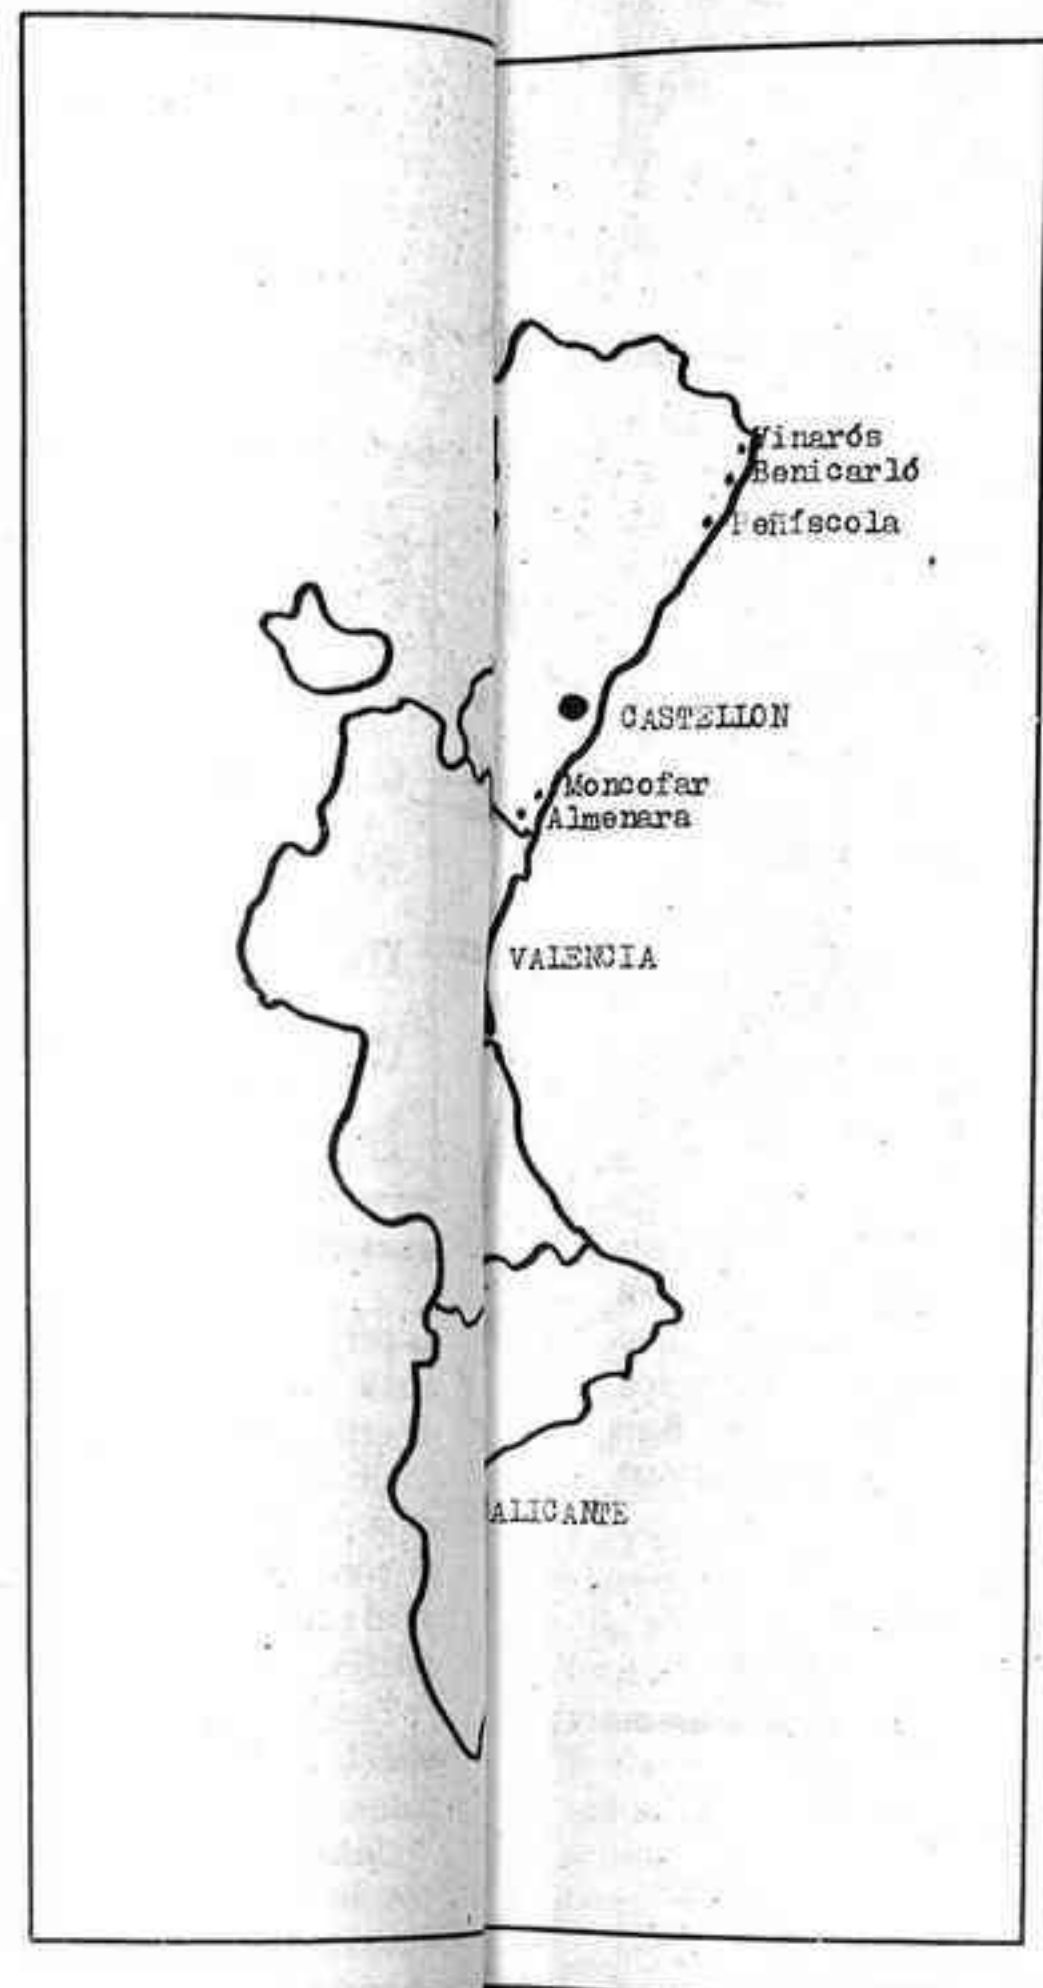 Vinarós
Benicarló
Peñíscola
CASTELLON
Moncofar
Almenara
VALENCIA
ALICANTE